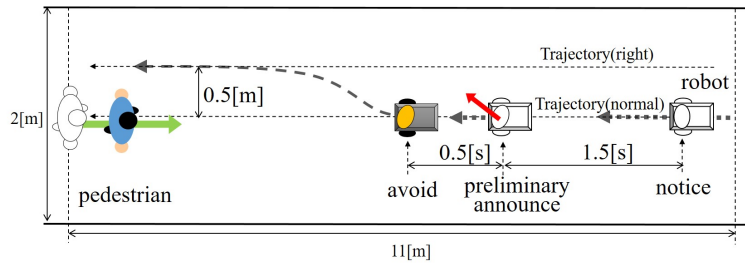 Trajectory(right)
robot
0.5[m]
Trajectory(normal)
2[m]
0.5[s]
1.5[s]
pedestrian
avoid
preliminary
announce
notice
11[m]